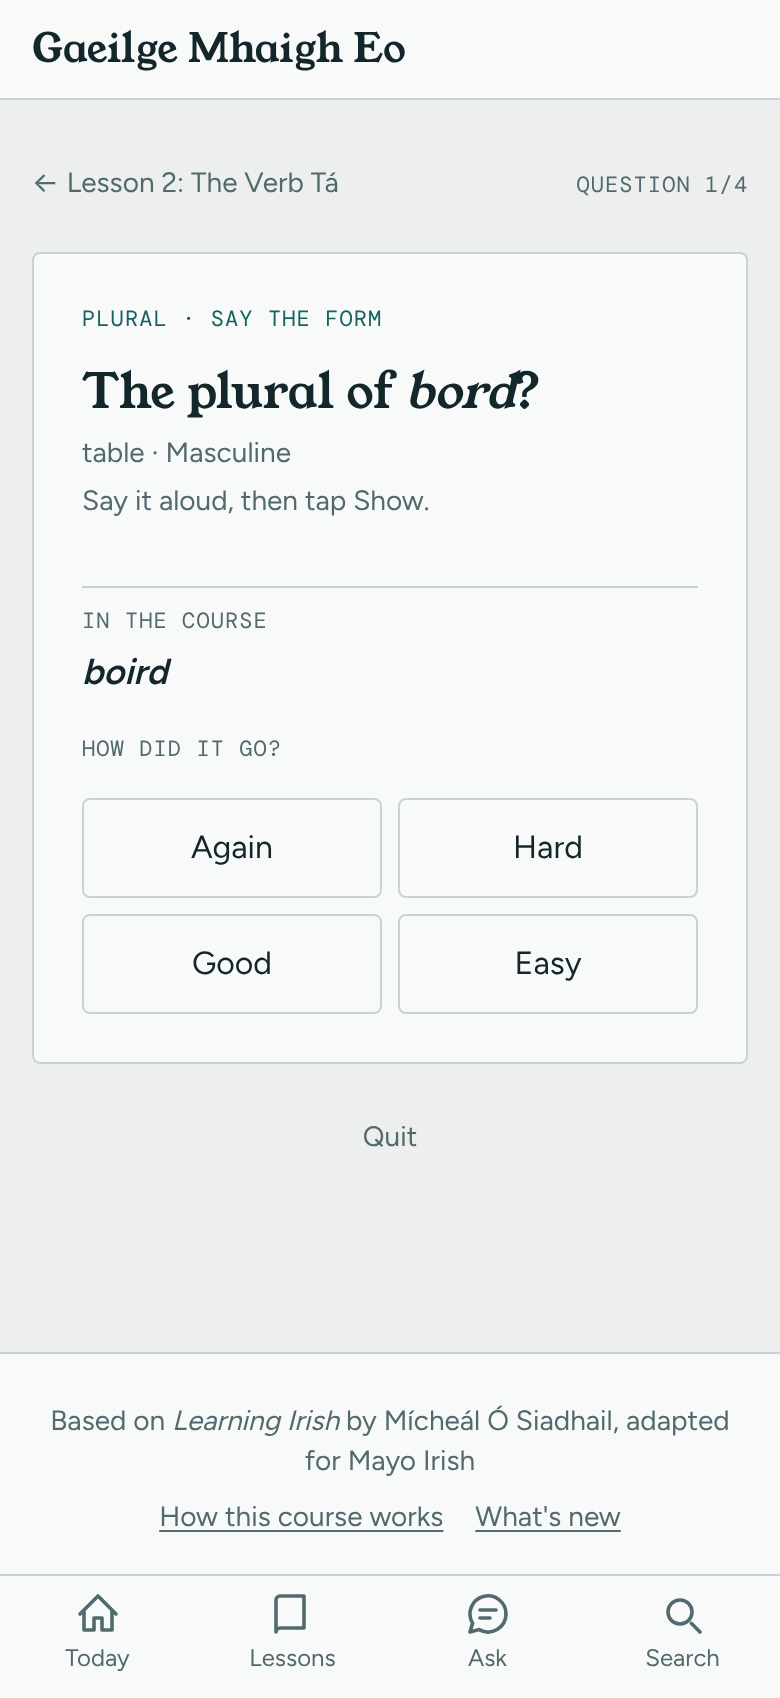 Gaeilge Mhaigh Eo
← Lesson 2: The Verb Tá
QUESTION 1/4
PLURAL · SAY THE FORM
The plural of bord?
table · Masculine
Say it aloud, then tap Show.
IN THE COURSE
boird
HOW DID IT GO?
Again
Hard
Good
Easy
Quit
Based on Learning Irish by Mícheál Ó Siadhail, adapted
for Mayo Irish
How this course works
What's new
Today
Lessons
Ask
Search